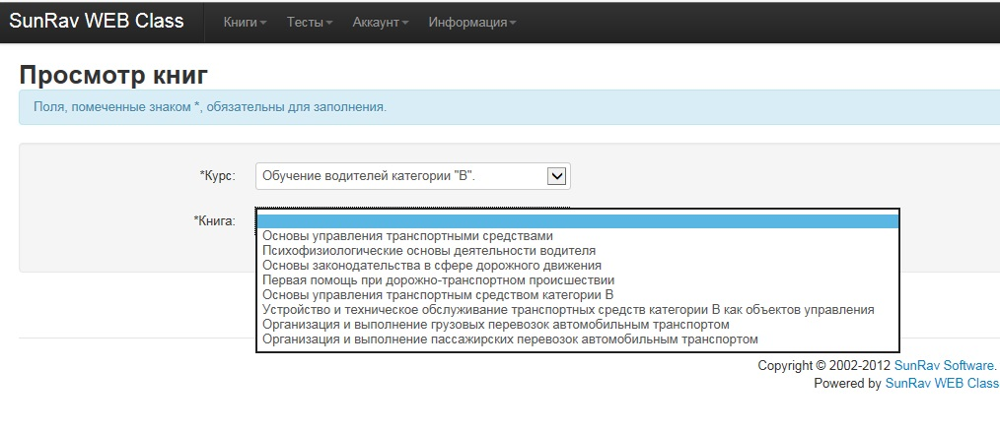 SunRav WEB Class Книги Тесты Аккаунт Информация
Просмотр книг
Поля, помеченные знаком *, обязательны для заполнения.
*Курс: Обучение водителей категории "В".
*Книга:
Основы управления транспортными средствами
Психофизиологические основы деятельности водителя
Основы законодательства в сфере дорожного движения
Первая помощь при дорожно-транспортном происшествии
Основы управления транспортным средством категории В
Устройство и техническое обслуживание транспортных средств категории В как объектов управления
Организация и выполнение грузовых перевозок автомобильным транспортом
Организация и выполнение пассажирских перевозок автомобильным транспортом
Copyright © 2002-2012 SunRav Software.
Powered by SunRav WEB Class